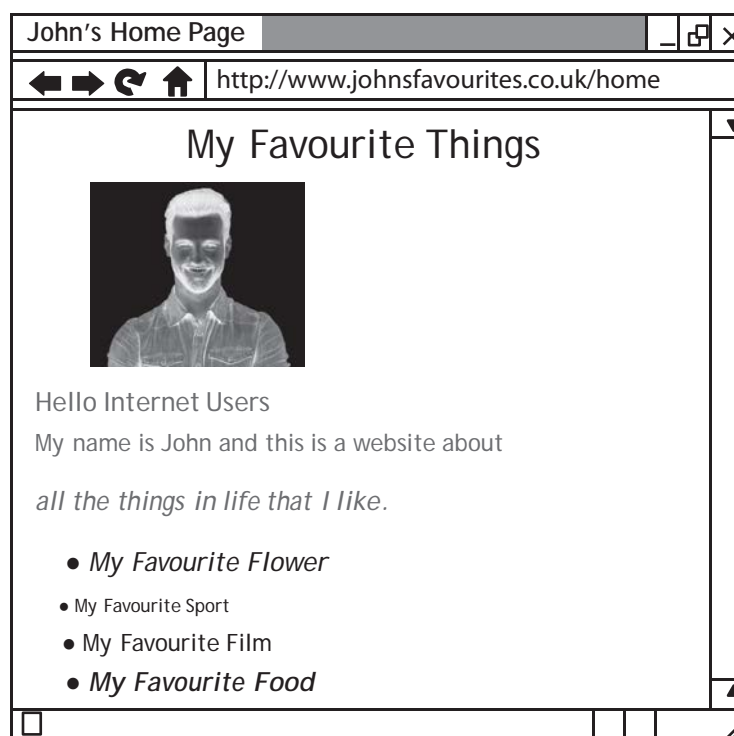 John's Home Page
http://www.johnsfavourites.co.uk/home
My Favourite Things
Hello Internet Users
My name is John and this is a website about
all the things in life that I like.
● My Favourite Flower
● My Favourite Sport
● My Favourite Film
● My Favourite Food